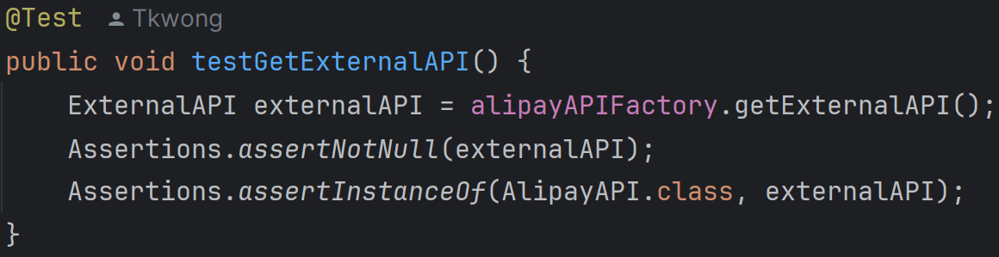 @Test Tkwong
public void testGetExternalAPI() {
ExternalAPI externalAPI = alipayAPIFactory.getExternalAPI();
Assertions.assertNotNull(externalAPI);
Assertions.assertInstanceOf(AlipayAPI.class, externalAPI);
}